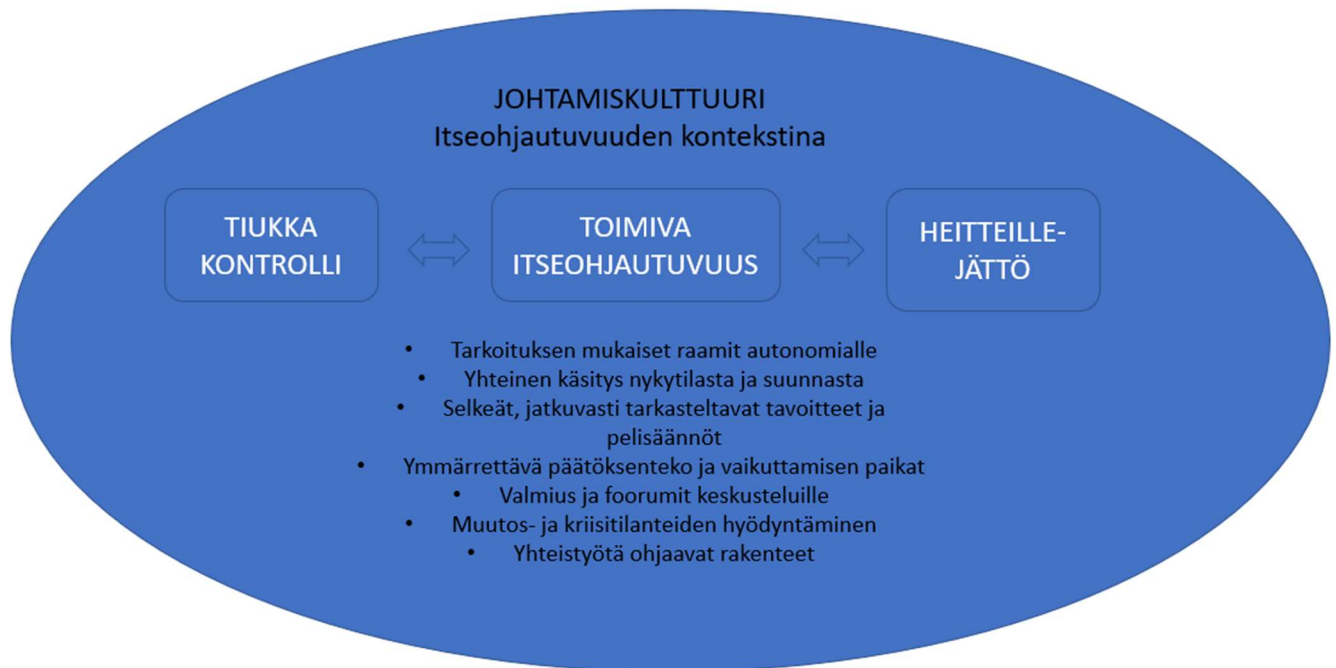 JOHTAMISKULTTUURI
Itseohjautuvuuden kontekstina
TIUKKA
KONTROLLI
TOIMIVA
ITSEOHJAUTUVUUS
HEITTEILLE-
JÄTTÖ
• Tarkoituksen mukaiset raamit autonomialle
• Yhteinen käsitys nykytilasta ja suunnasta
• Selkeät, jatkuvasti tarkasteltavat tavoitteet ja
pelisäännöt
• Ymmärrettävä päätöksenteko ja vaikuttamisen paikat
• Valmius ja foorumit keskusteluille
• Muutos- ja kriisitilanteiden hyödyntäminen
• Yhteistyötä ohjaavat rakenteet